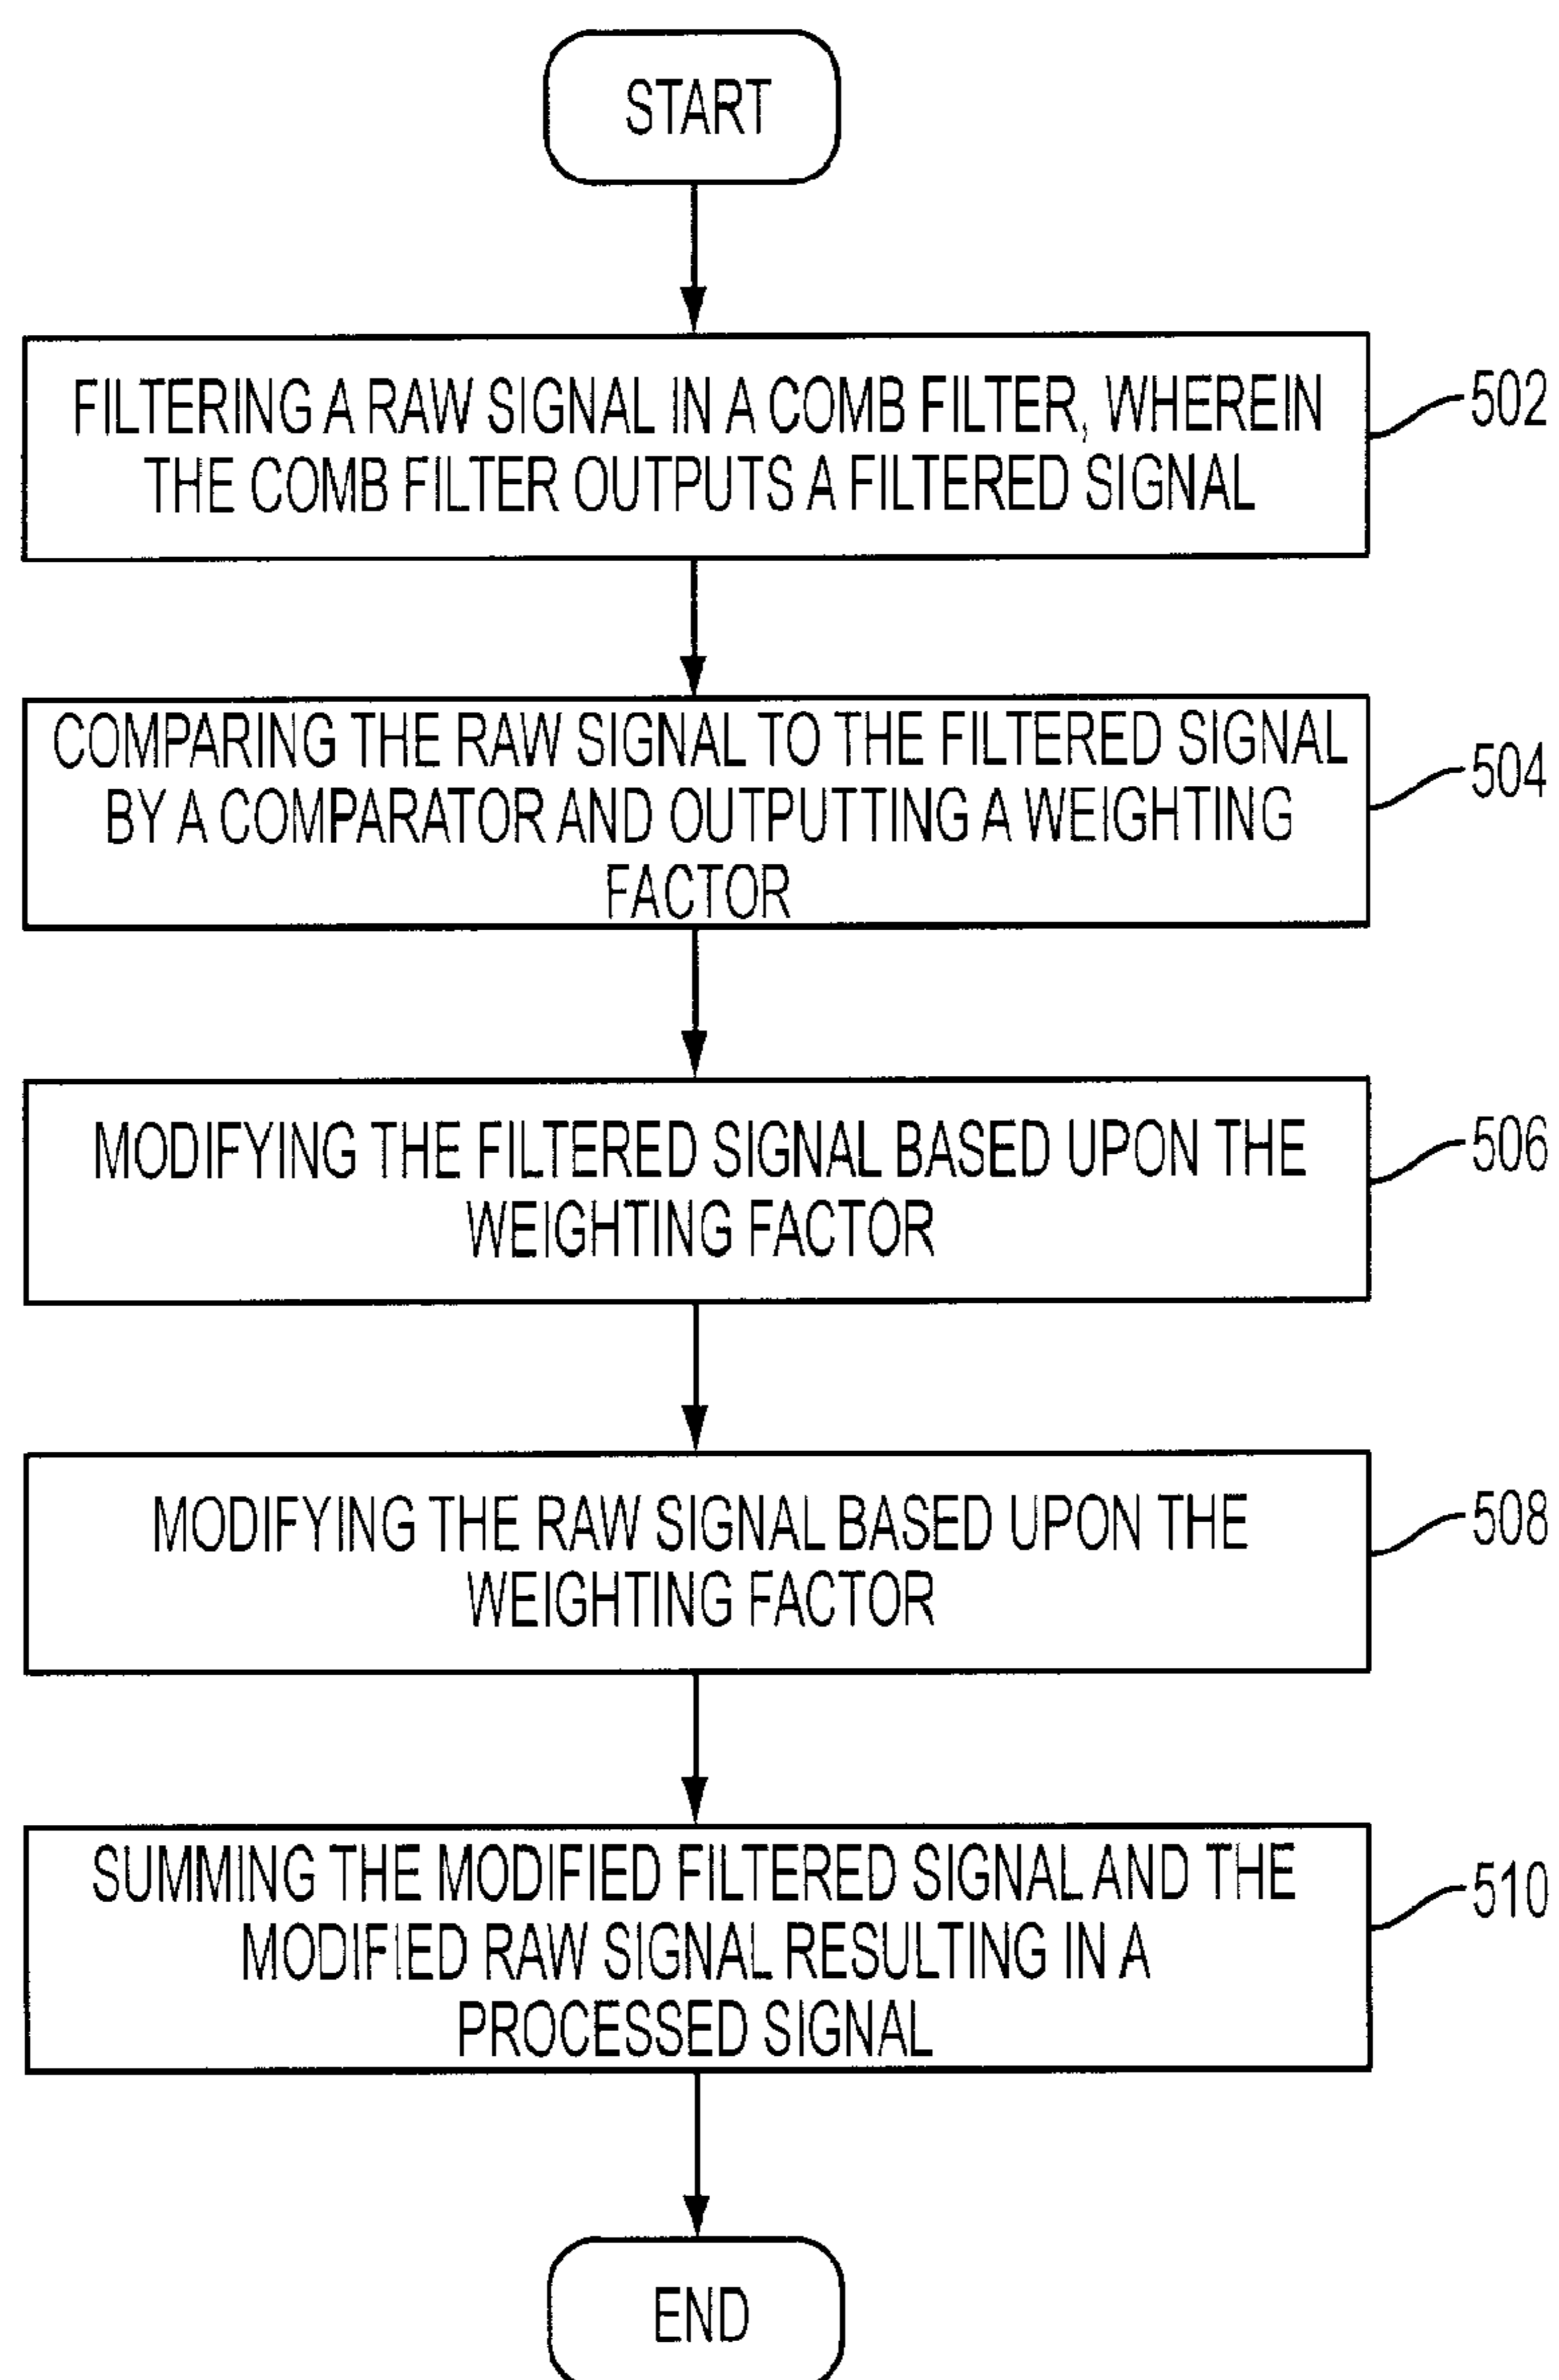 START
FILTERING A RAW SIGNAL IN A COMB FILTER, WHEREIN
THE COMB FILTER OUTPUTS A FILTERED SIGNAL
502
COMPARING THE RAW SIGNAL TO THE FILTERED SIGNAL
BY A COMPARATOR AND OUTPUTTING A WEIGHTING
FACTOR
504
MODIFYING THE FILTERED SIGNAL BASED UPON THE
WEIGHTING FACTOR
506
MODIFYING THE RAW SIGNAL BASED UPON THE
WEIGHTING FACTOR
508
SUMMING THE MODIFIED FILTERED SIGNAL AND THE
MODIFIED RAW SIGNAL RESULTING IN A
PROCESSED SIGNAL
510
END